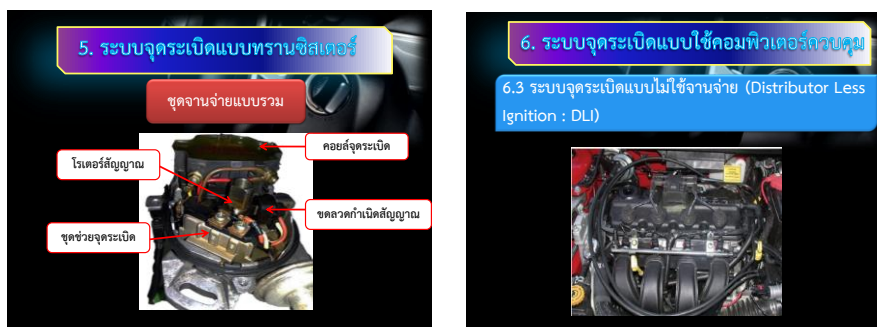 5. ระบบจุดระเบิดแบบทรานซิสเตอร์
ชุดจานจ่ายแบบรวม
คอยล์จุดระเบิด
โรเตอร์สัญญาณ
ขดลวดกำเนิดสัญญาณ
ชุดช่วยจุดระเบิด
6. ระบบจุดระเบิดแบบใช้คอมพิวเตอร์ควบคุม
6.3 ระบบจุดระเบิดแบบไม่ใช้จานจ่าย (Distributor Less
Ignition : DLI)